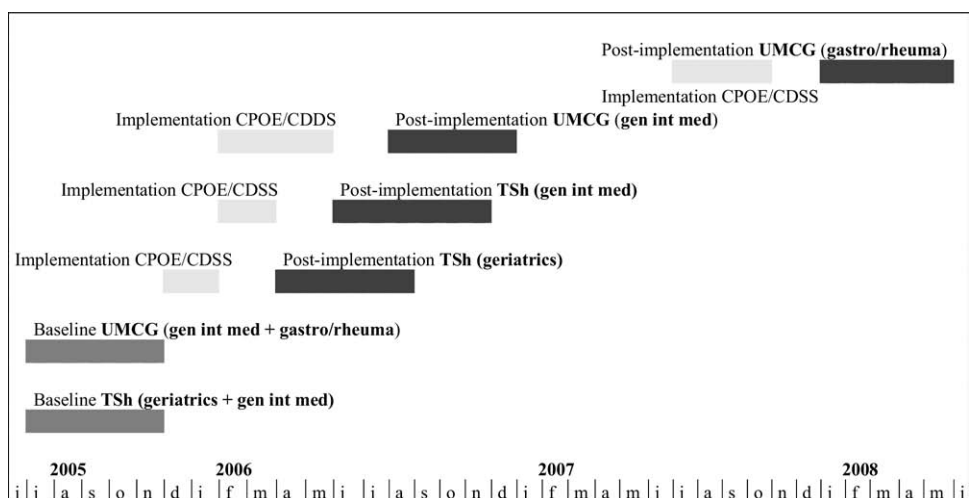 Post-implementation UMCG (gastro/rheuma)
Implementation CPOE/CDSS
Implementation CPOE/CDDS Post-implementation UMCG (gen int med)
Implementation CPOE/CDSS Post-implementation TSh (gen int med)
Implementation CPOE/CDSS Post-implementation TSh (geriatrics)
Baseline UMCG (gen int med + gastro/rheuma)
Baseline TSh (geriatrics + gen int med)
2005 2006 2007 2008
j|j|a|s|o|n|d|j|f|m|a|m|j|j|a|s|o|n|d|j|f|m|a|m|j|j|a|s|o|n|d|j|f|m|a|m|j